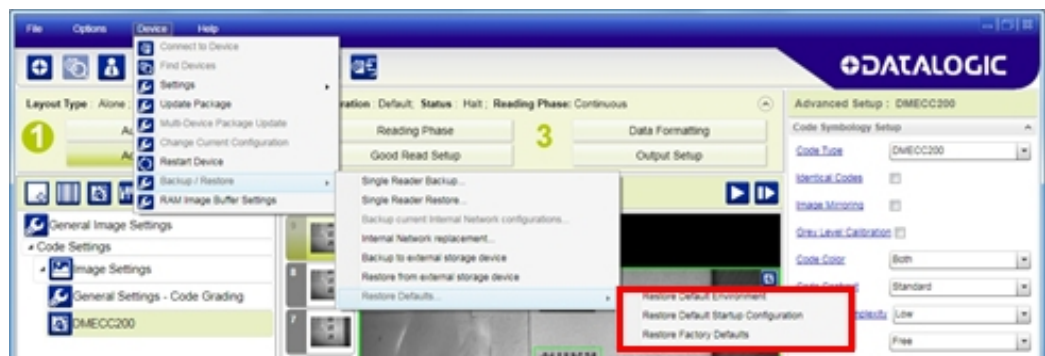 File Options Device Help
DATALOGIC
Connect to Device
Find Devices
Settings
Update Package
Multi-Device Package Update
Change Current Configuration
Restart Device
Backup / Restore
RAM Image Buffer Settings
Single Reader Backup...
Single Reader Restore...
Backup current Internal Network configurations...
Internal Network replacement...
Backup to external storage device
Restore from external storage device
Restore Defaults...
Restore Default Environment
Restore Default Startup Configuration
Restore Factory Defaults
Layout Type : Alone ; Default; Status : Halt ; Reading Phase: Continuous
1
Reading Phase
Good Read Setup
3
Data Formatting
Output Setup
General Image Settings
Code Settings
Image Settings
General Settings - Code Grading
DMECC200
9
8
7
Advanced Setup : DMECC200
Code Symbology Setup
Code Type DMECC200
Identical Codes
Image Mirroring
Grey Level Calibration
Code Color Both
Standard
Low
Free